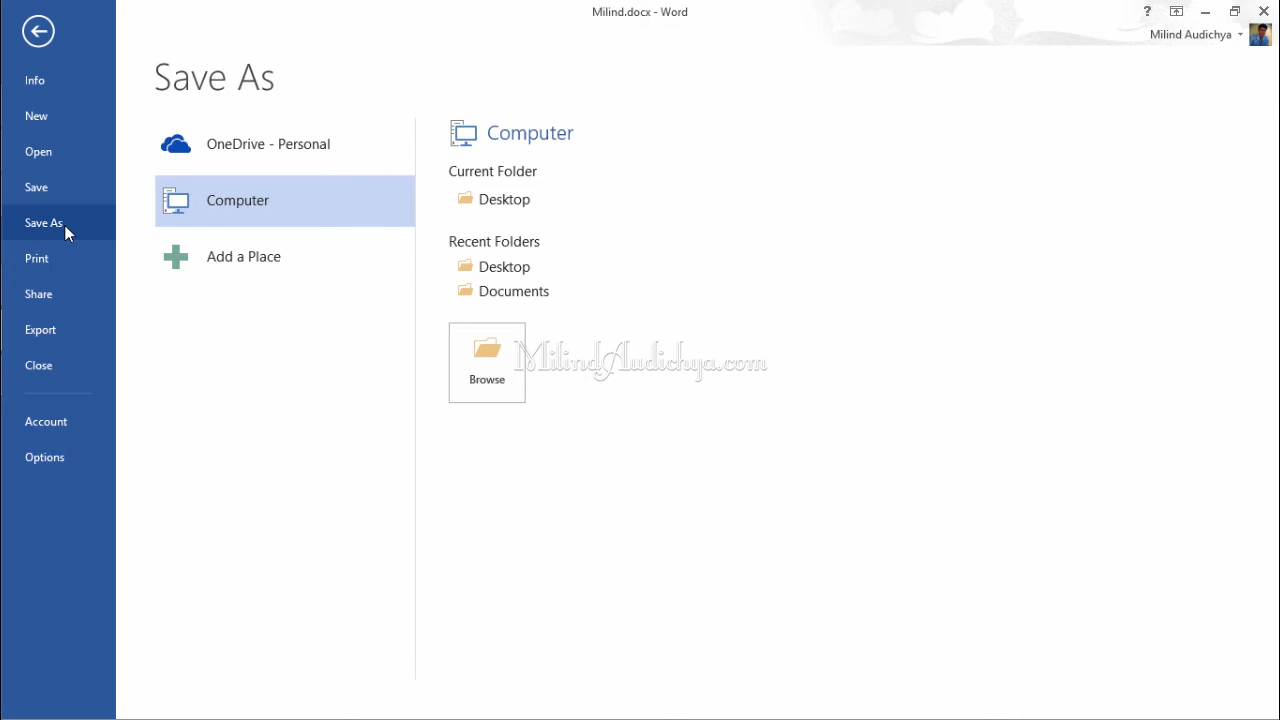 Milind.docx - Word
?
Milind Audichya
Info
New
Open
Save
Save As
Print
Share
Export
Close
Account
Options
Save As
OneDrive - Personal
Computer
Add a Place
Computer
Current Folder
Desktop
Recent Folders
Desktop
Documents
Browse
MilindAudichya.com